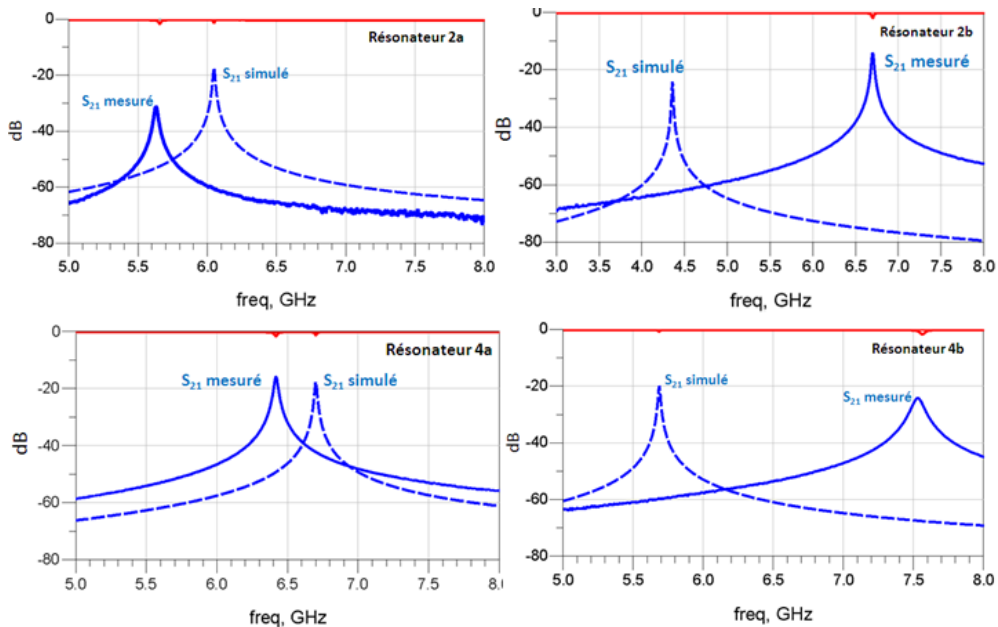 0
Résonateur 2a
-20
S21 simulé
S21 mesuré
dB
-40
-60
-80
5.0 5.5 6.0 6.5 7.0 7.5 8.0
freq, GHz
0
Résonateur 2b
-20
S21 simulé
S21 mesuré
dB
-40
-60
-80
3.0 3.5 4.0 4.5 5.0 5.5 6.0 6.5 7.0 7.5 8.0
freq, GHz
0
Résonateur 4a
-20
S21 mesuré
S21 simulé
dB
-40
-60
-80
5.0 5.5 6.0 6.5 7.0 7.5 8.0
freq, GHz
0
Résonateur 4b
-20
S21 simulé
S21 mesuré
dB
-40
-60
-80
5.0 5.5 6.0 6.5 7.0 7.5 8.0
freq, GHz